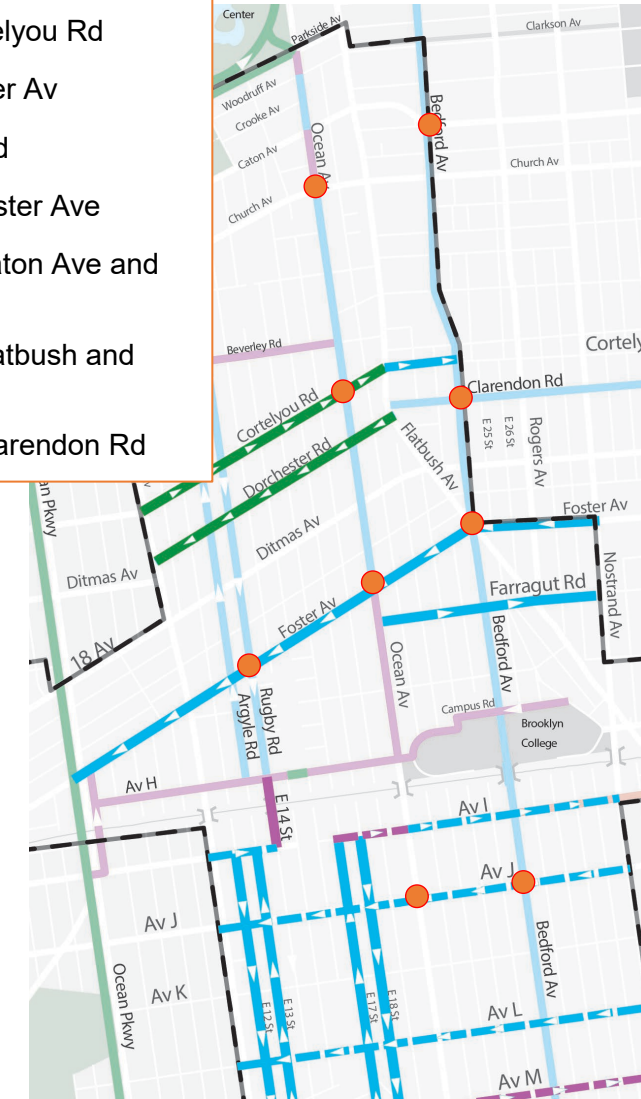 elyou Rd
er Av
d
ster Ave
aton Ave and
atbush and
arendon Rd
Center
Parkside Av
Clarkson Av
Woodruff Av
Crooke Av
Bedford Av
Ocean Av
Caton Av
Church Av
Church Av
Beverley Rd
Cortely
Clarendon Rd
Cortelyou Rd
E 25 St
E 26 St
Rogers Av
Dorchester Rd
Flatbush Av
an Pkwy
Foster Av
Ditmas Av
Nostrand Av
Ditmas Av
Farragut Rd
Foster Av
18 Av
Bedford Av
Ocean Av
Rugby Rd
Argyle Rd
Campus Rd
Brooklyn
College
Av H
E 14 St
Av I
Av J
Av J
Bedford Av
Ocean Pkwy
Av K
E 12 St
E 13 St
E 17 St
E 18 St
Av L
Av M